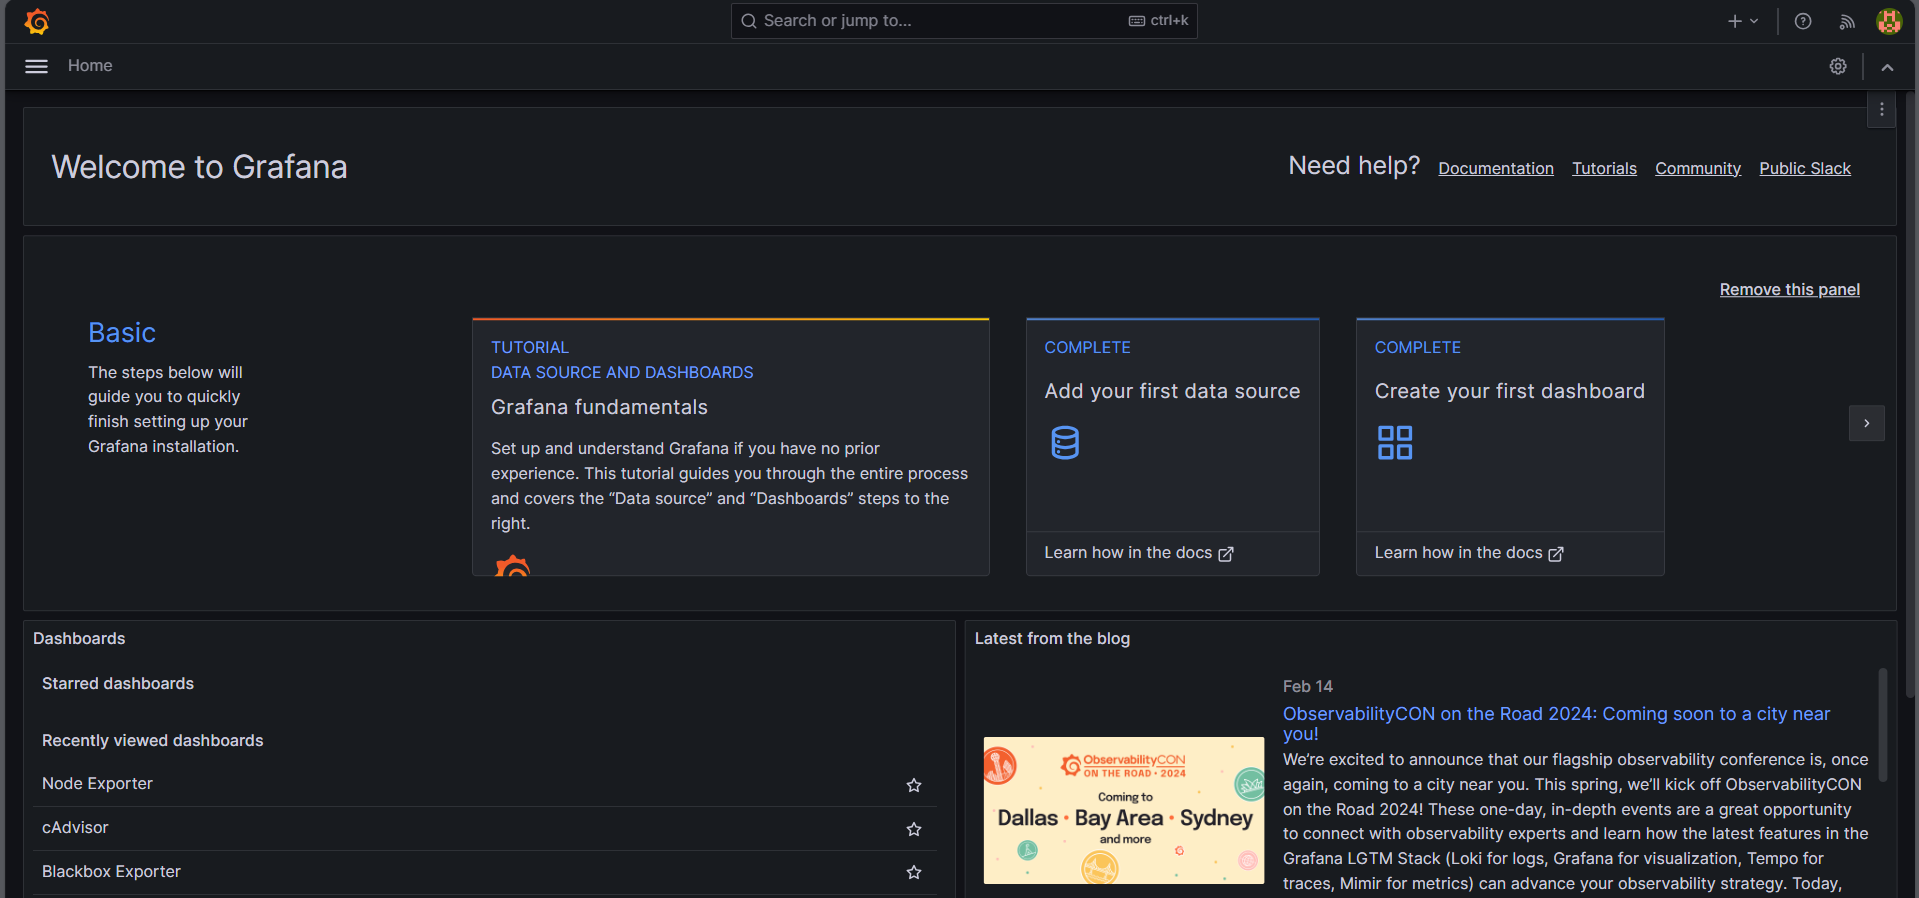 Search or jump to...
ctrl+k
Home
Welcome to Grafana
Need help?
Documentation
Tutorials
Community
Public Slack
Remove this panel
Basic
The steps below will
guide you to quickly
finish setting up your
Grafana installation.
TUTORIAL
DATA SOURCE AND DASHBOARDS
Grafana fundamentals
Set up and understand Grafana if you have no prior
experience. This tutorial guides you through the entire process
and covers the “Data source” and “Dashboards” steps to the
right.
COMPLETE
Add your first data source
Learn how in the docs
COMPLETE
Create your first dashboard
Learn how in the docs
Dashboards
Starred dashboards
Recently viewed dashboards
Node Exporter
cAdvisor
Blackbox Exporter
Latest from the blog
ObservabilityCON
ON THE ROAD • 2024
Coming to
Dallas • Bay Area • Sydney
and more
Feb 14
ObservabilityCON on the Road 2024: Coming soon to a city near
you!
We’re excited to announce that our flagship observability conference is, once
again, coming to a city near you. This spring, we’ll kick off ObservabilityCON
on the Road 2024! These one-day, in-depth events are a great opportunity
to connect with observability experts and learn how the latest features in the
Grafana LGTM Stack (Loki for logs, Grafana for visualization, Tempo for
traces, Mimir for metrics) can advance your observability strategy. Today,